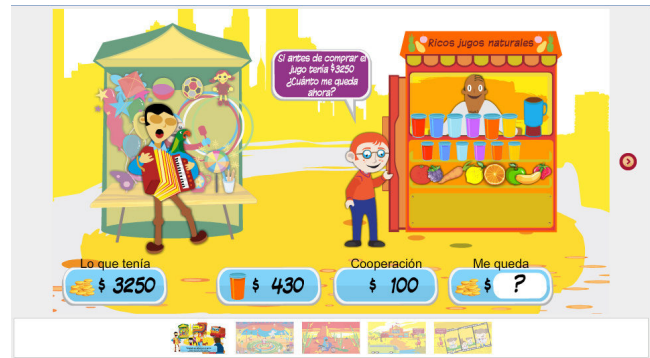 Ricos jugos naturales
Si antes de comprar el
jugo tenía $3250
¿Cuánto me queda
ahora?
Lo que tenía
$ 3250
$ 430
Cooperación
$ 100
Me queda
$ ?